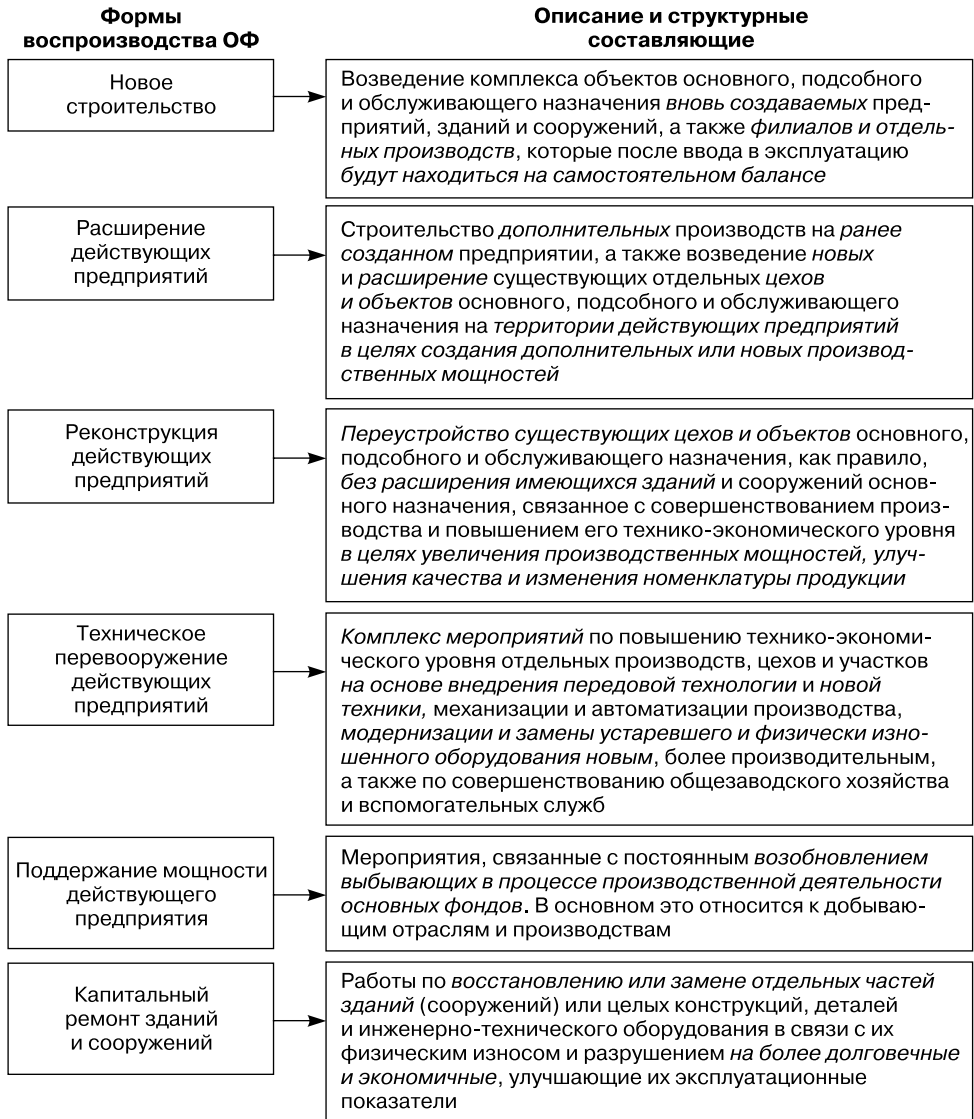 Формы
воспроизводства ОФ
Описание и структурные
составляющие
Новое
строительство
Возведение комплекса объектов основного, подсобного
и обслуживающего назначения вновь создаваемых пред-
приятий, зданий и сооружений, а также филиалов и отдель-
ных производств, которые после ввода в эксплуатацию
будут находиться на самостоятельном балансе
Расширение
действующих
предприятий
Строительство дополнительных производств на ранее
созданном предприятии, а также возведение новых
и расширение существующих отдельных цехов
и объектов основного, подсобного и обслуживающего
назначения на территории действующих предприятий
в целях создания дополнительных или новых производ-
ственных мощностей
Реконструкция
действующих
предприятий
Переустройство существующих цехов и объектов основного,
подсобного и обслуживающего назначения, как правило,
без расширения имеющихся зданий и сооружений основ-
ного назначения, связанное с совершенствованием произ-
водства и повышением его технико-экономического уровня
в целях увеличения производственных мощностей, улуч-
шения качества и изменения номенклатуры продукции
Техническое
перевооружение
действующих
предприятий
Комплекс мероприятий по повышению технико-экономи-
ческого уровня отдельных производств, цехов и участков
на основе внедрения передовой технологии и новой
техники, механизации и автоматизации производства,
модернизации и замены устаревшего и физически изно-
шенного оборудования новым, более производительным,
а также по совершенствованию общезаводского хозяйства
и вспомогательных служб
Поддержание мощности
действующего
предприятия
Мероприятия, связанные с постоянным возобновлением
выбывающих в процессе производственной деятельности
основных фондов. В основном это относится к добываю-
щим отраслям и производствам
Капитальный
ремонт зданий
и сооружений
Работы по восстановлению или замене отдельных частей
зданий (сооружений) или целых конструкций, деталей
и инженерно-технического оборудования в связи с их
физическим износом и разрушением на более долговечные
и экономичные, улучшающие их эксплуатационные
показатели